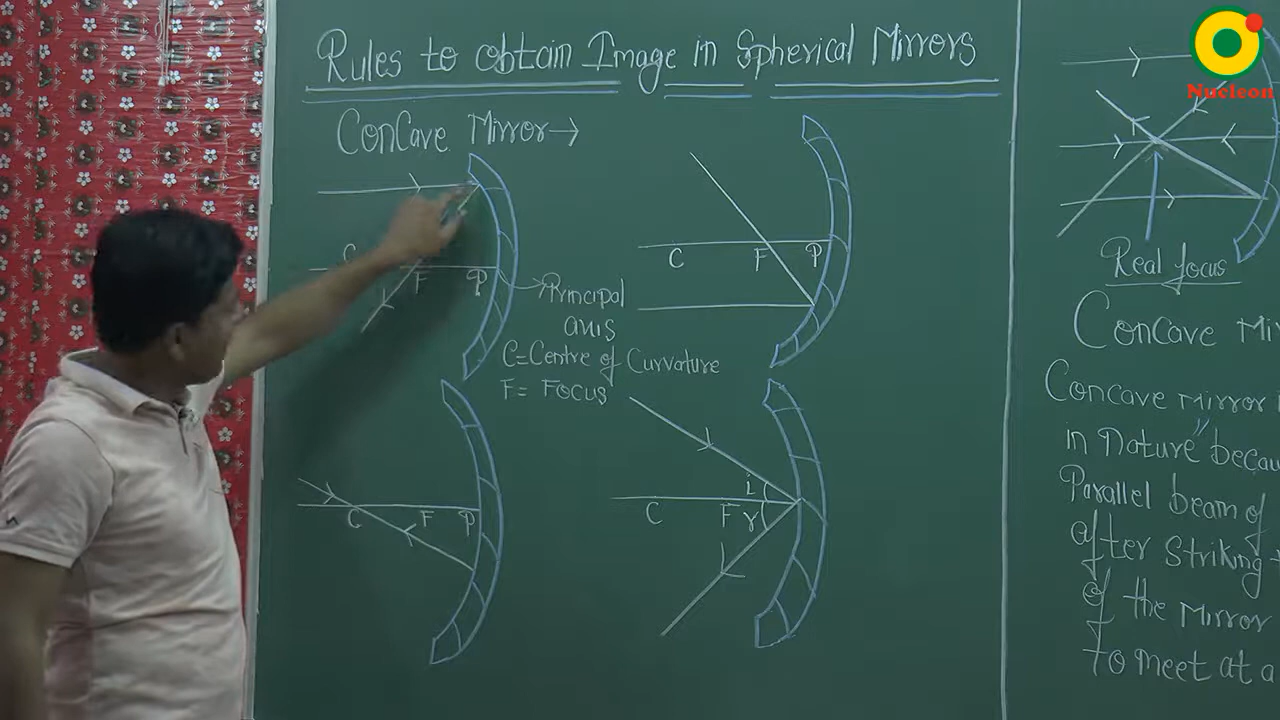 Rules to obtain Image in Spherical Mirrors
Concave Mirror→
C
F
P
Principal
axis
C=Centre of Curvature
F= Focus
C
F
P
C
F
P
i
C
F
r
Nucleon
Real focus
Concave
Concave Mirror
in Nature" becau
Parallel beam of
after striking
of the Mirror
to meet at a